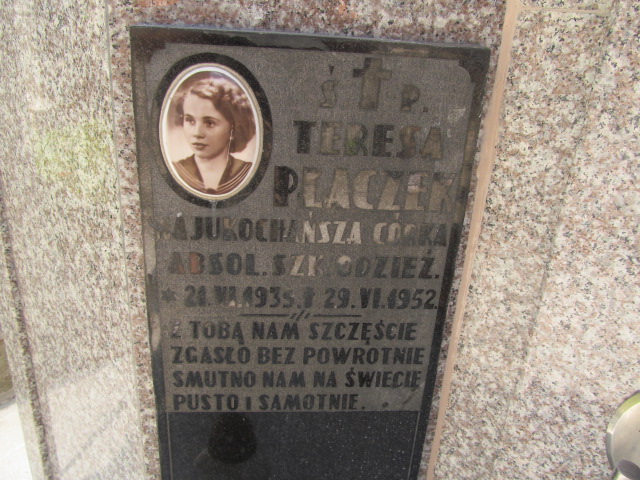 Ś P.
TERESA
PŁACZEK
NAJUKOCHAŃSZA CÓRKA
ABSOL. SZK. ODZIEŻ.
* 21.VI.1935. † 29.VI.1952.
Z TOBĄ NAM SZCZĘŚCIE
ZGASŁO BEZ POWROTNIE
SMUTNO NAM NA ŚWIECIE
PUSTO I SAMOTNIE.